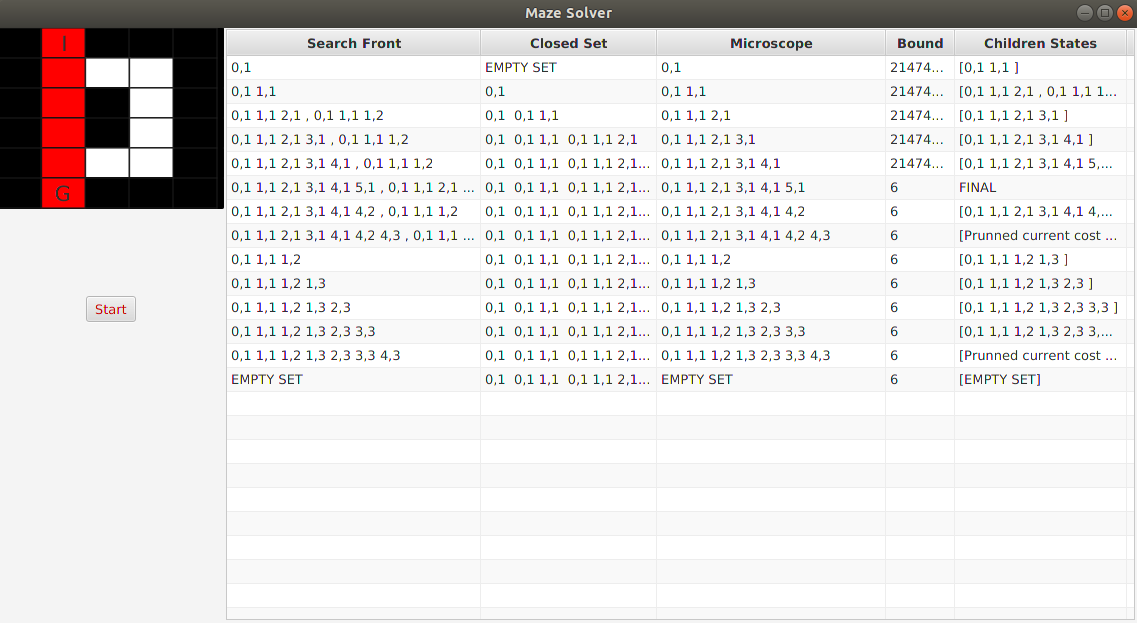 Maze Solver
I
G
Start
Search Front Closed Set Microscope Bound Children States
0,1 EMPTY SET 0,1 21474... [0,1 1,1 ]
0,1 1,1 0,1 0,1 1,1 21474... [0,1 1,1 2,1 , 0,1 1,1 1...
0,1 1,1 2,1 , 0,1 1,1 1,2 0,1 0,1 1,1 0,1 1,1 2,1 21474... [0,1 1,1 2,1 3,1 ]
0,1 1,1 2,1 3,1 , 0,1 1,1 1,2 0,1 0,1 1,1 0,1 1,1 2,1 0,1 1,1 2,1 3,1 21474... [0,1 1,1 2,1 3,1 4,1 ]
0,1 1,1 2,1 3,1 4,1 , 0,1 1,1 1,2 0,1 0,1 1,1 0,1 1,1 2,1... 0,1 1,1 2,1 3,1 4,1 21474... [0,1 1,1 2,1 3,1 4,1 5,...
0,1 1,1 2,1 3,1 4,1 5,1 , 0,1 1,1 2,1 ... 0,1 0,1 1,1 0,1 1,1 2,1... 0,1 1,1 2,1 3,1 4,1 5,1 6 FINAL
0,1 1,1 2,1 3,1 4,1 4,2 , 0,1 1,1 1,2 0,1 0,1 1,1 0,1 1,1 2,1... 0,1 1,1 2,1 3,1 4,1 4,2 6 [0,1 1,1 2,1 3,1 4,1 4,...
0,1 1,1 2,1 3,1 4,1 4,2 4,3 , 0,1 1,1 ... 0,1 0,1 1,1 0,1 1,1 2,1... 0,1 1,1 2,1 3,1 4,1 4,2 4,3 6 [Prunned current cost ...
0,1 1,1 1,2 0,1 0,1 1,1 0,1 1,1 2,1... 0,1 1,1 1,2 6 [0,1 1,1 1,2 1,3 ]
0,1 1,1 1,2 1,3 0,1 0,1 1,1 0,1 1,1 2,1... 0,1 1,1 1,2 1,3 6 [0,1 1,1 1,2 1,3 2,3 ]
0,1 1,1 1,2 1,3 2,3 0,1 0,1 1,1 0,1 1,1 2,1... 0,1 1,1 1,2 1,3 2,3 6 [0,1 1,1 1,2 1,3 2,3 3,3 ]
0,1 1,1 1,2 1,3 2,3 3,3 0,1 0,1 1,1 0,1 1,1 2,1... 0,1 1,1 1,2 1,3 2,3 3,3 6 [0,1 1,1 1,2 1,3 2,3 3,...
0,1 1,1 1,2 1,3 2,3 3,3 4,3 0,1 0,1 1,1 0,1 1,1 2,1... 0,1 1,1 1,2 1,3 2,3 3,3 4,3 6 [Prunned current cost ...
EMPTY SET 0,1 0,1 1,1 0,1 1,1 2,1... EMPTY SET 6 [EMPTY SET]